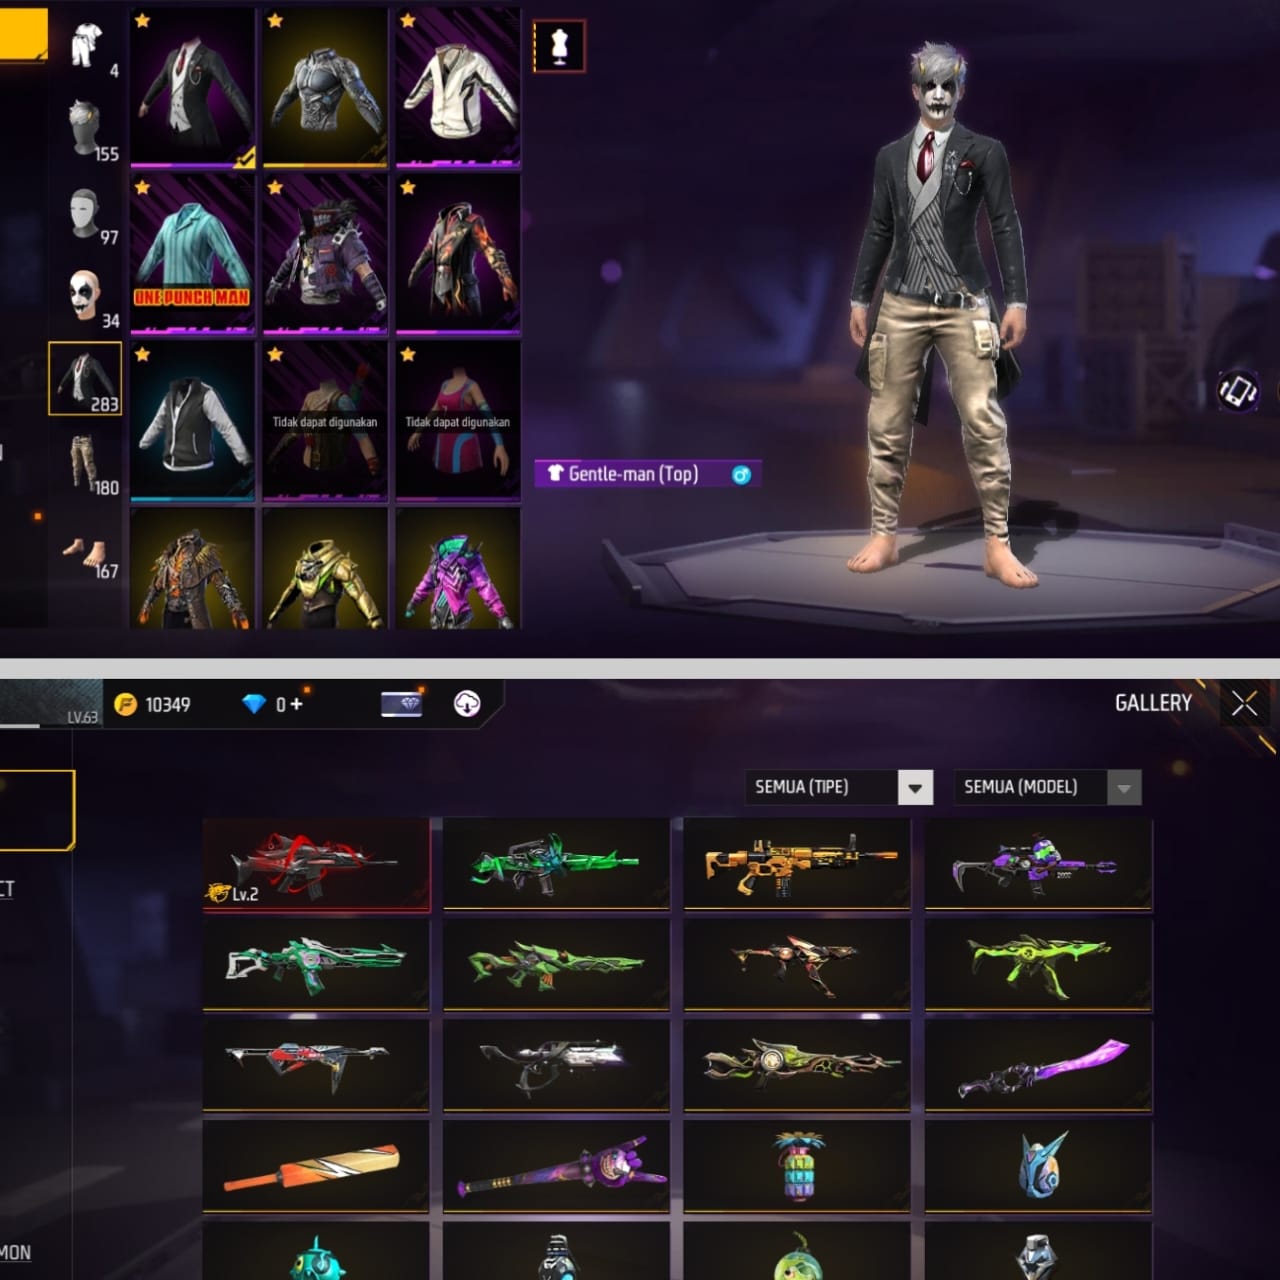 4
155
97
34
283
180
167
ONE PUNCH MAN
Tidak dapat digunakan
Tidak dapat digunakan
Gentle-man (Top)
LV.63
10349
0 +
GALLERY
SEMUA (TIPE)
SEMUA (MODEL)
Lv.2
CT
MON